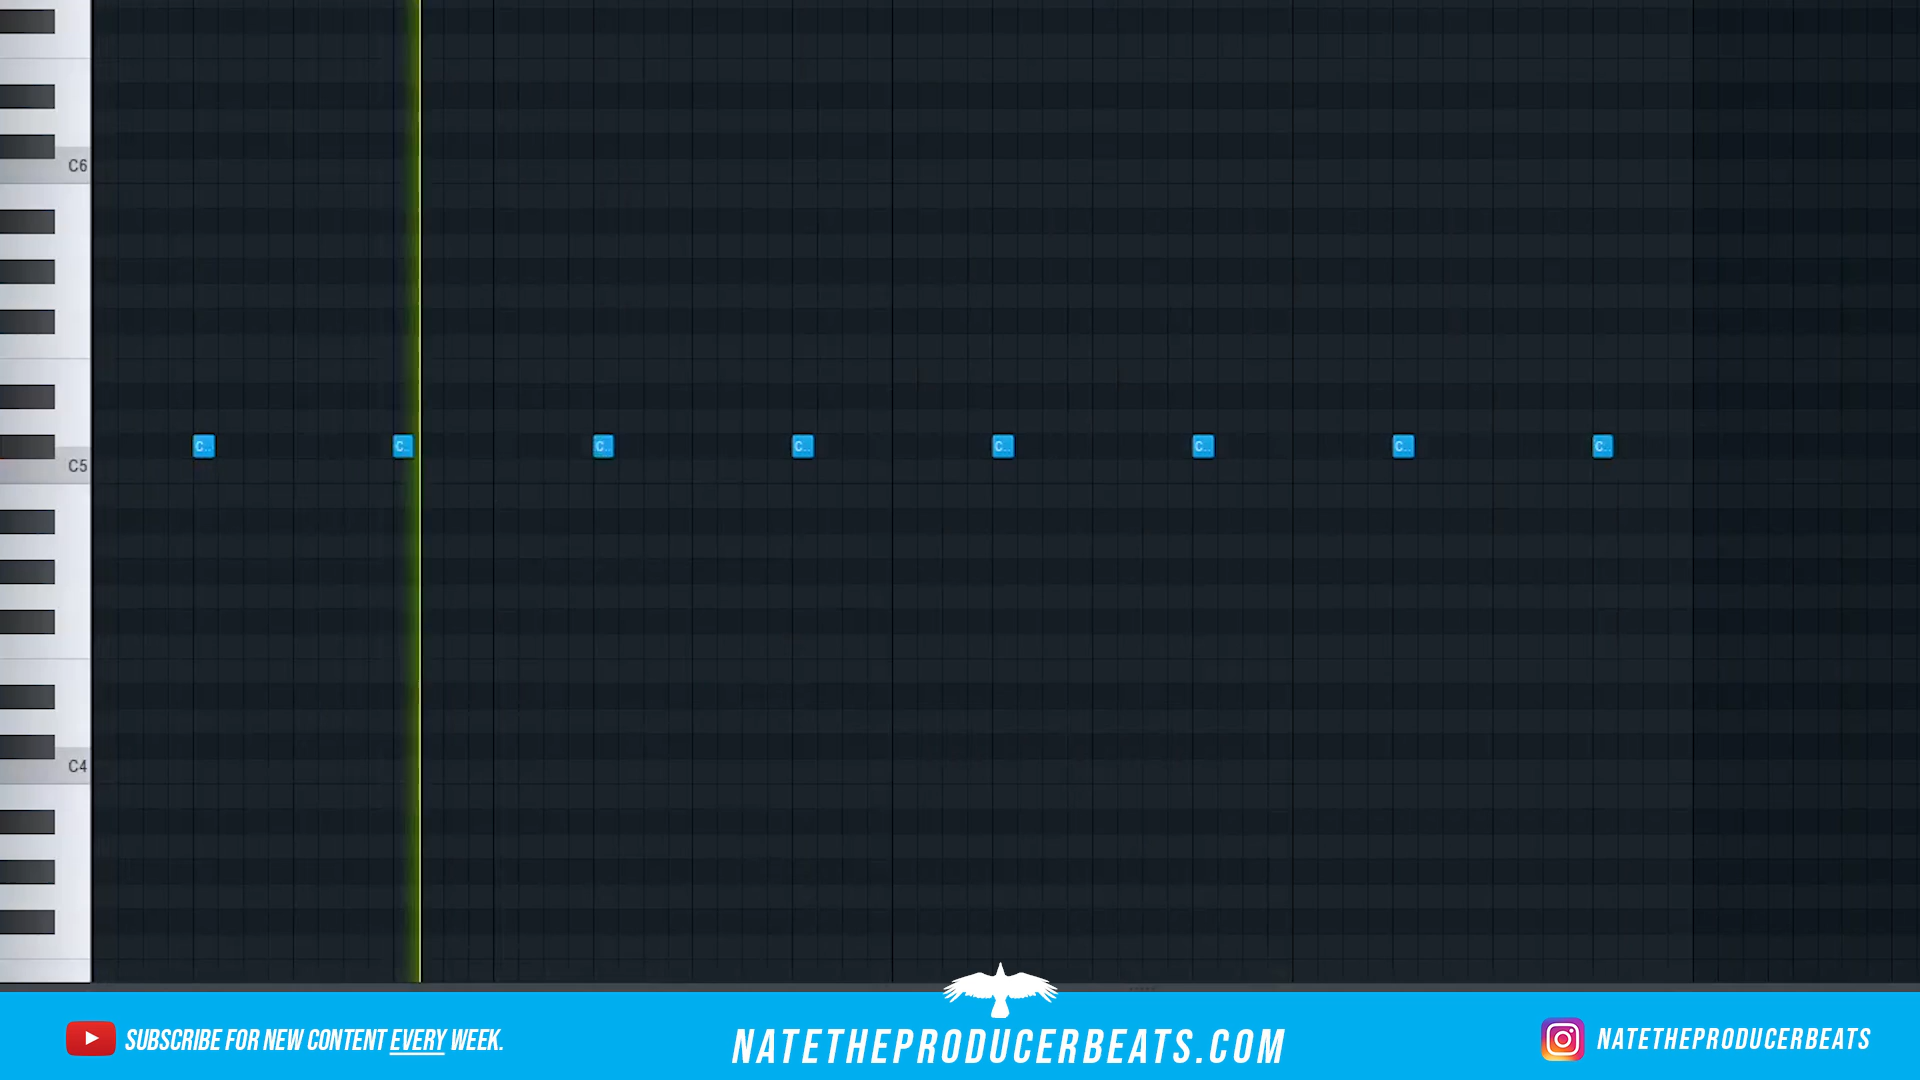 C6
C5
C..
C..
C..
C..
C..
C..
C..
C..
C4
SUBSCRIBE FOR NEW CONTENT EVERY WEEK.
NATETHEPRODUCERBEATS.COM
NATETHEPRODUCERBEATS